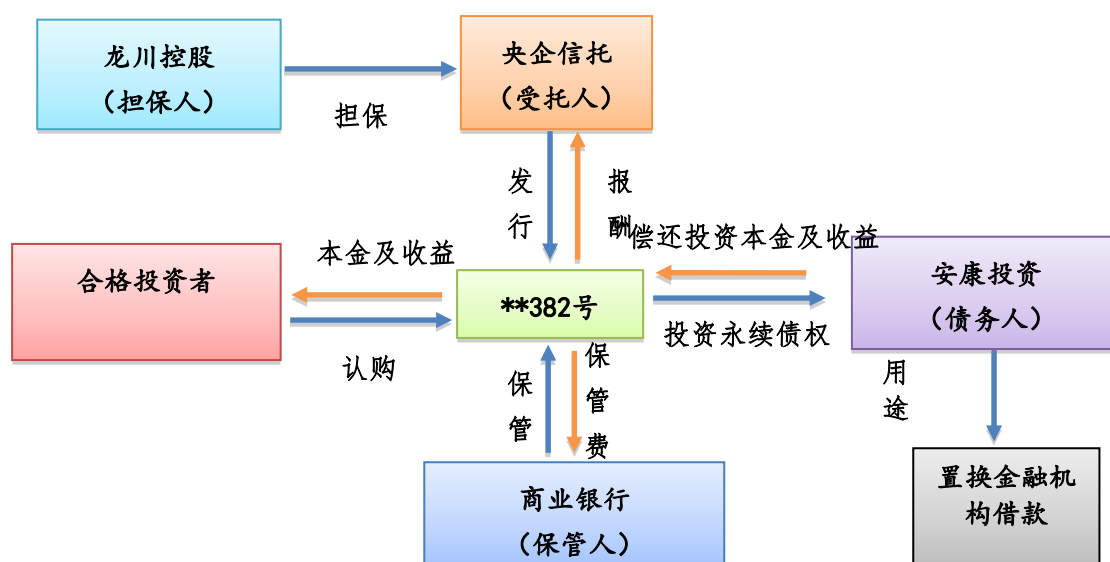 龙川控股
（担保人）
担保
央企信托
（受托人）
发行
报酬
偿还投资本金及收益
本金及收益
合格投资者
**382号
安康投资
（债务人）
投资永续债权
认购
保管
保管费
用途
商业银行
（保管人）
置换金融机
构借款